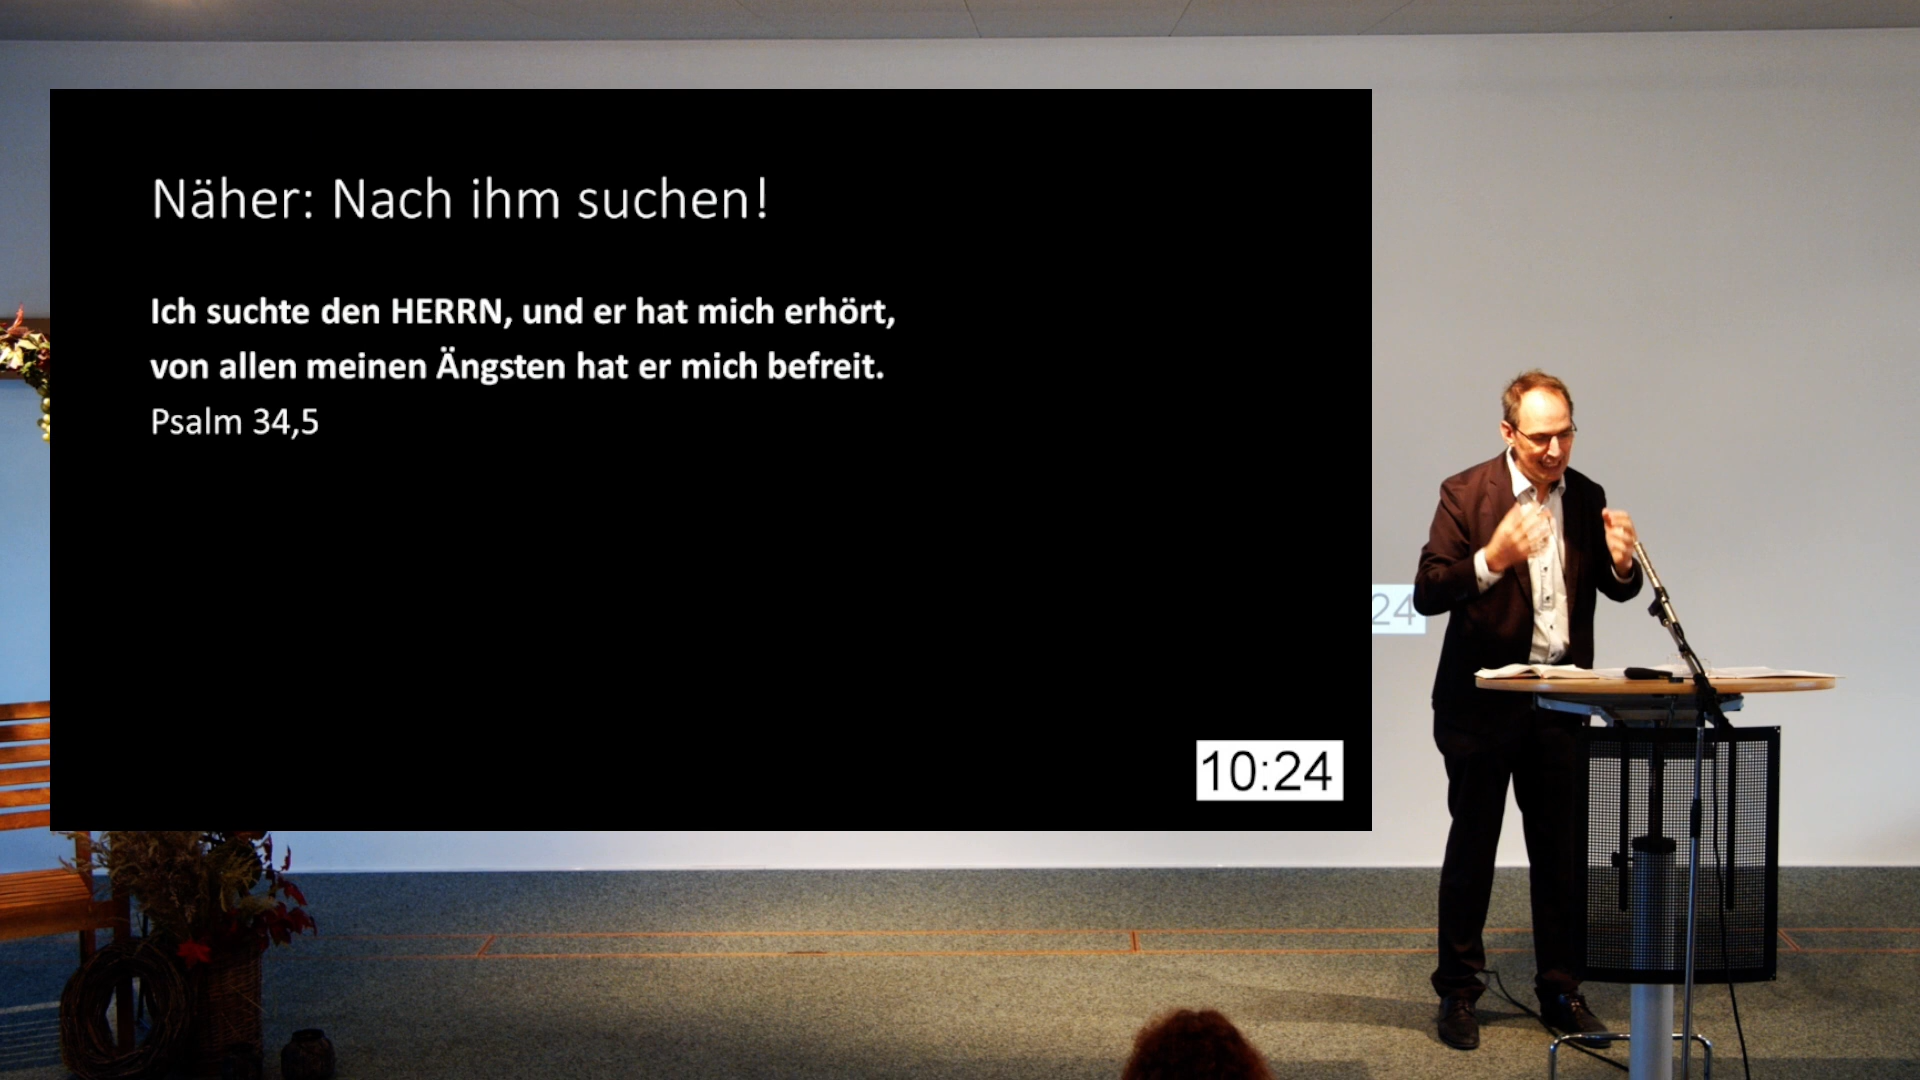 Näher: Nach ihm suchen!
Ich suchte den HERRN, und er hat mich erhört,
von allen meinen Ängsten hat er mich befreit.
Psalm 34,5
10:24
24